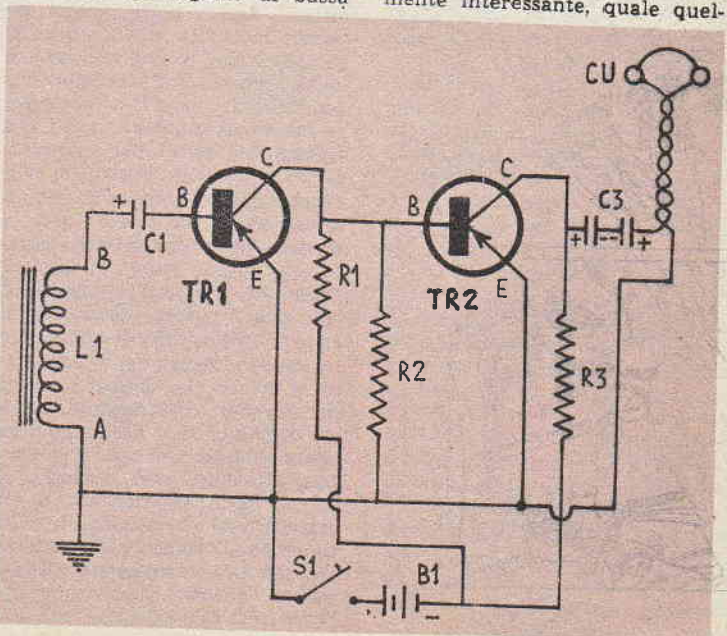 mente interessante, quale quel-
CU
C
B
+
C1
E
TR1
B
L1
A
R1
R2
C
B
E
TR2
C3
+ -- +
R3
S1
B1
+
-